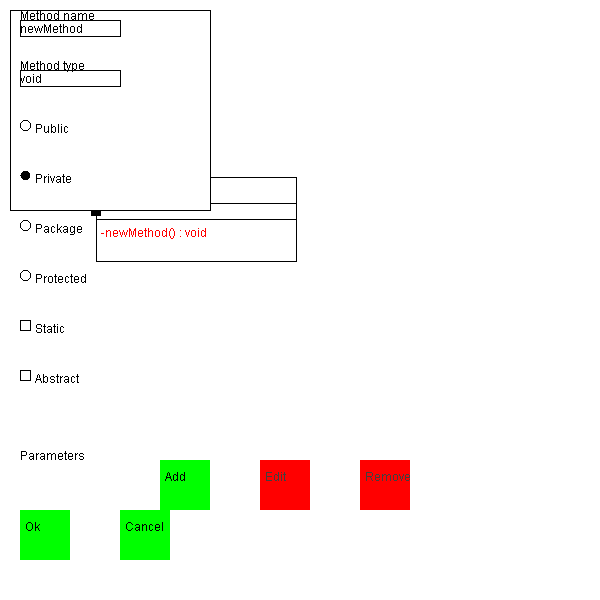 Method name
newMethod
Method type
void
Public
Private
Package
-newMethod() : void
Protected
Static
Abstract
Parameters
Add
Edit
Remove
Ok
Cancel